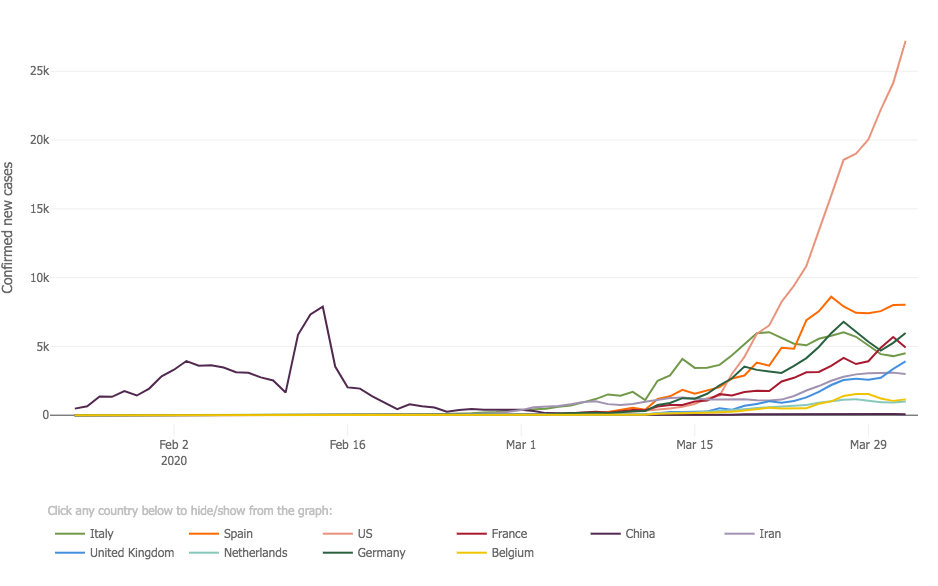 25k
20k
15k
10k
5k
0
Confirmed new cases
Feb 2
2020
Feb 16
Mar 1
Mar 15
Mar 29
Click any country below to hide/show from the graph:
Italy Spain US France China Iran
United Kingdom Netherlands Germany Belgium